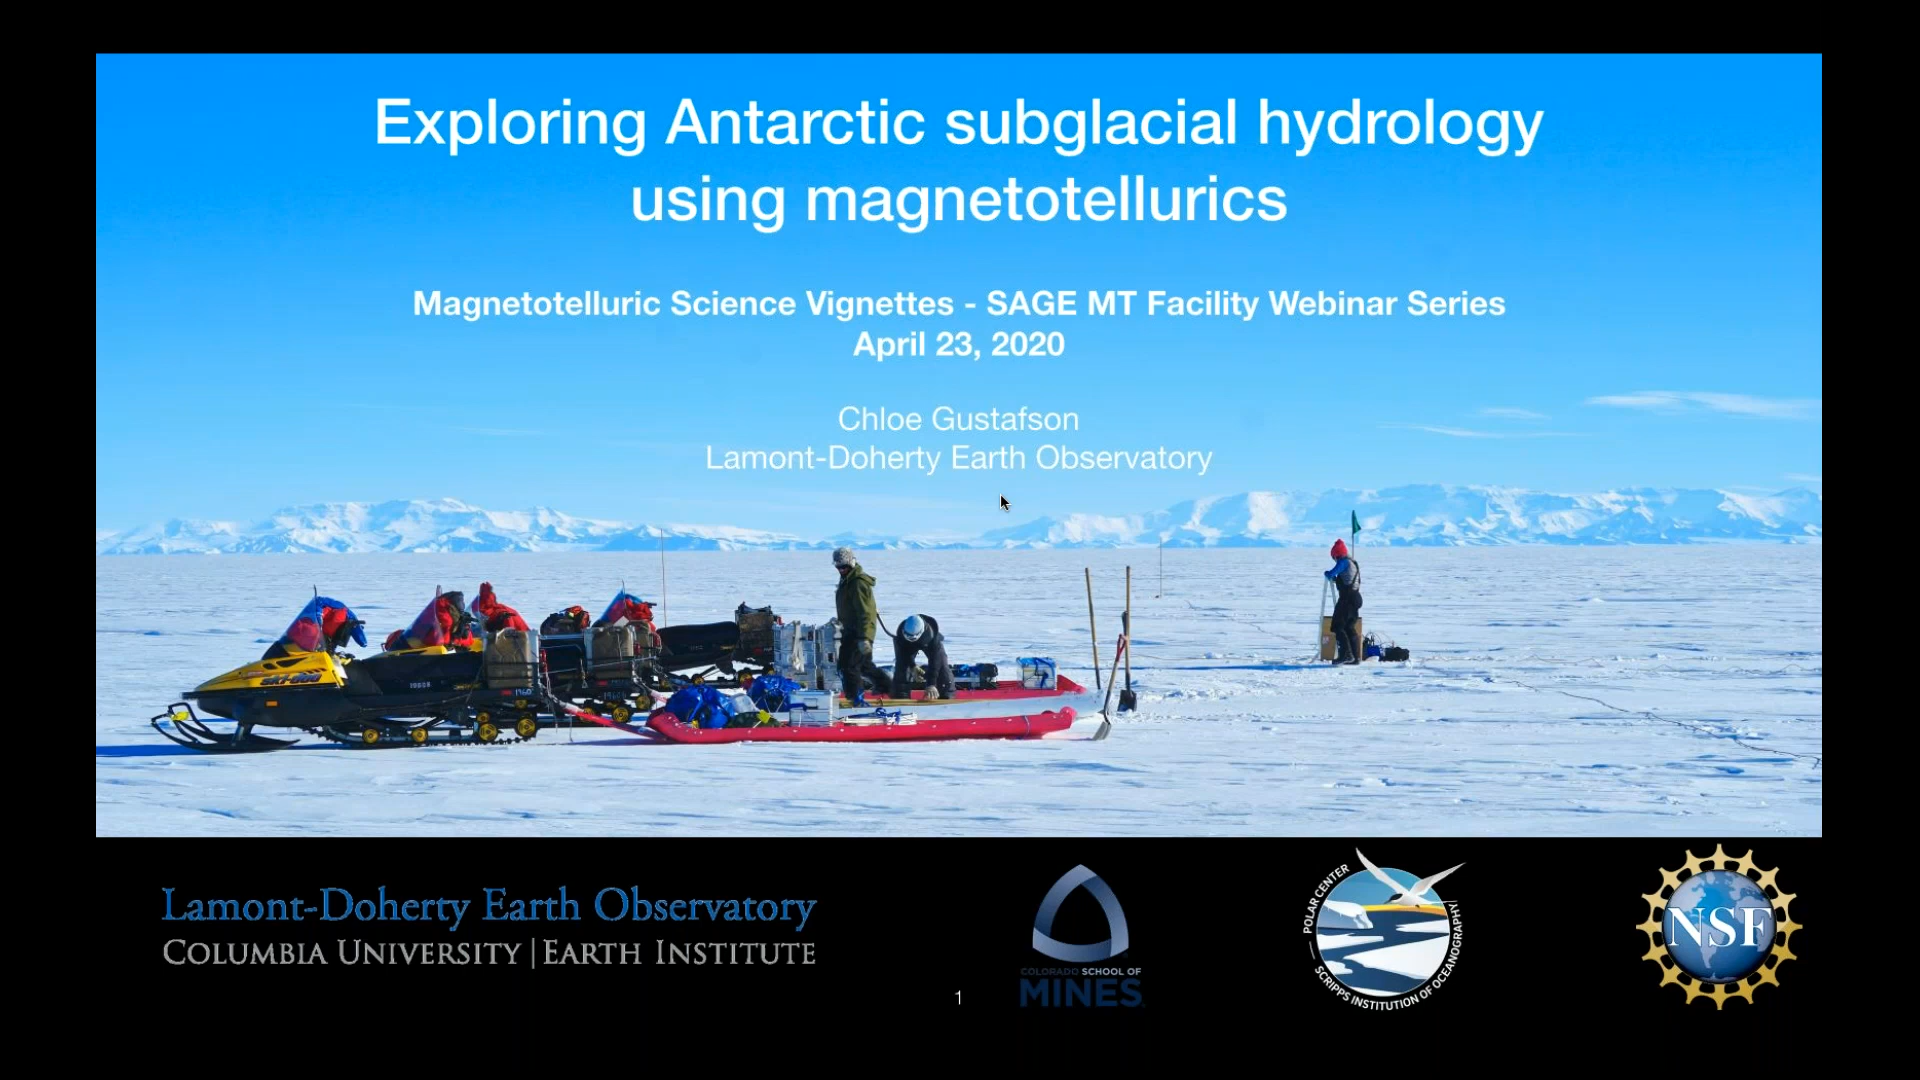 Exploring Antarctic subglacial hydrology
using magnetotellurics
Magnetotelluric Science Vignettes - SAGE MT Facility Webinar Series
April 23, 2020
Chloe Gustafson
Lamont-Doherty Earth Observatory
ski-doo
Lamont-Doherty Earth Observatory
COLUMBIA UNIVERSITY | EARTH INSTITUTE
1
COLORADO SCHOOL OF
MINES
POLAR CENTER
SCRIPPS INSTITUTION OF OCEANOGRAPHY
NSF